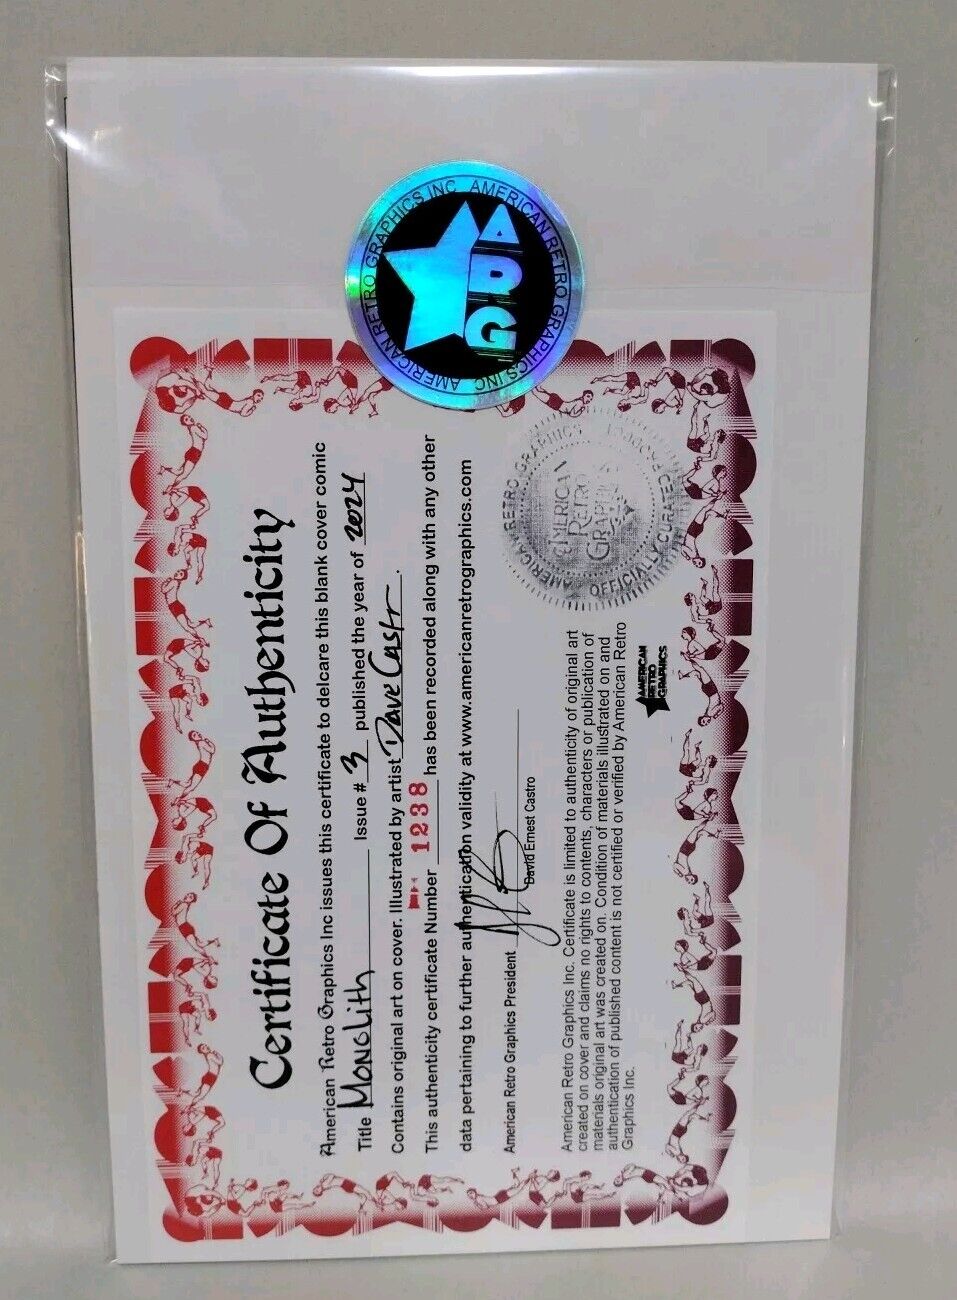 AMERICAN RETRO GRAPHICS INC AMERICAN RETRO GRAPHICS INC
ARG
Certificate Of Authenticity
American Retro Graphics Inc issues this certificate to delcare this blank cover comic
Title MONOLith Issue # 3 published the year of 2024
Contains original art on cover. Illustrated by artist Dave Castr.
This authenticity certificate Number 1238 has been recorded along with any other
data pertaining to further authentication validity at www.americanretrographics.com
American Retro Graphics President
David Ernest Castro
AMERICAN RETRO GRAPHICS
OFFICIALLY CURATED PRODUCT
AMERICAN
RETRO
GRAPHICS
American Retro Graphics Inc. Certificate is limited to authenticity of original art
created on cover and claims no rights to contents, characters or publication of
materials original art was created on. Condition of materials illustrated on and
authentication of published content is not certified or verified by American Retro
Graphics Inc.
AMERICAN
RETRO
GRAPHICS